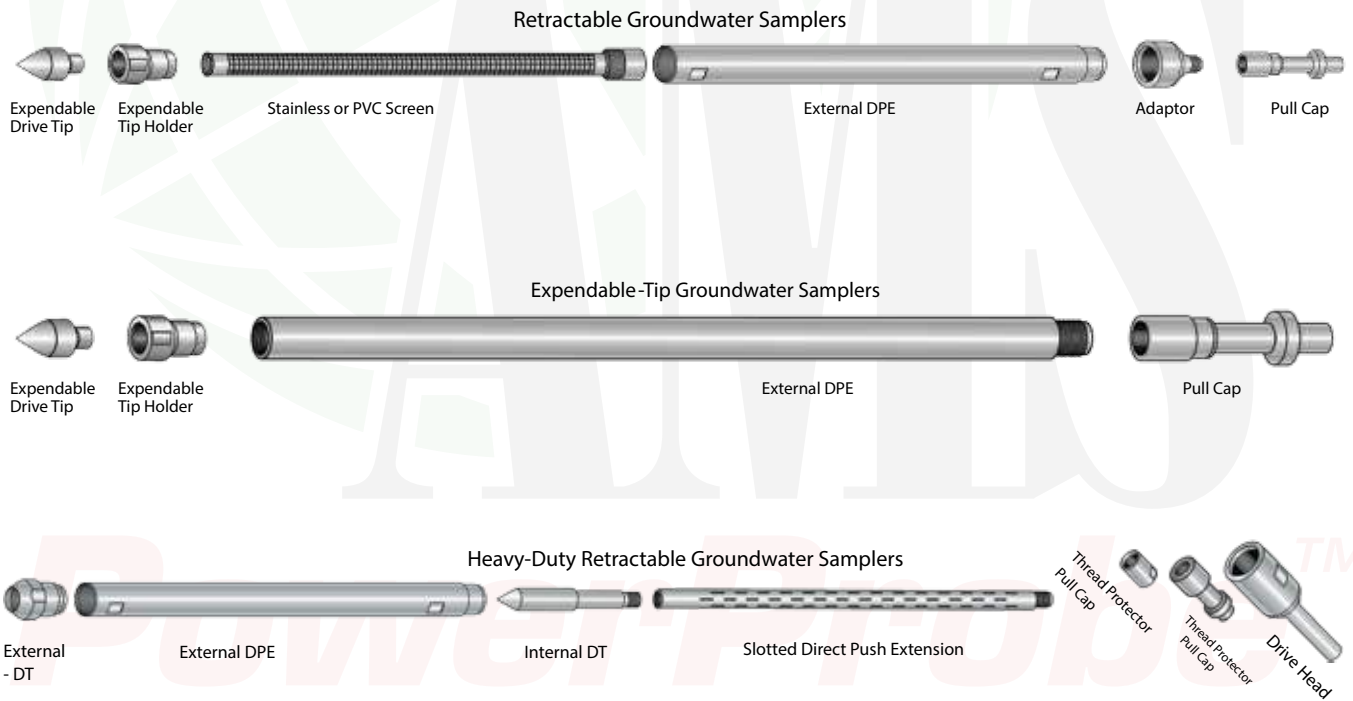 Retractable Groundwater Samplers
Expendable
Drive Tip
Expendable
Tip Holder
Stainless or PVC Screen
External DPE
Adaptor
Pull Cap
Expendable-Tip Groundwater Samplers
Expendable
Drive Tip
Expendable
Tip Holder
External DPE
Pull Cap
AMS
Heavy-Duty Retractable Groundwater Samplers
External
- DT
External DPE
Internal DT
Slotted Direct Push Extension
Thread Protector
Pull Cap
Thread Protector
Pull Cap
Drive Head
PowerProbe™